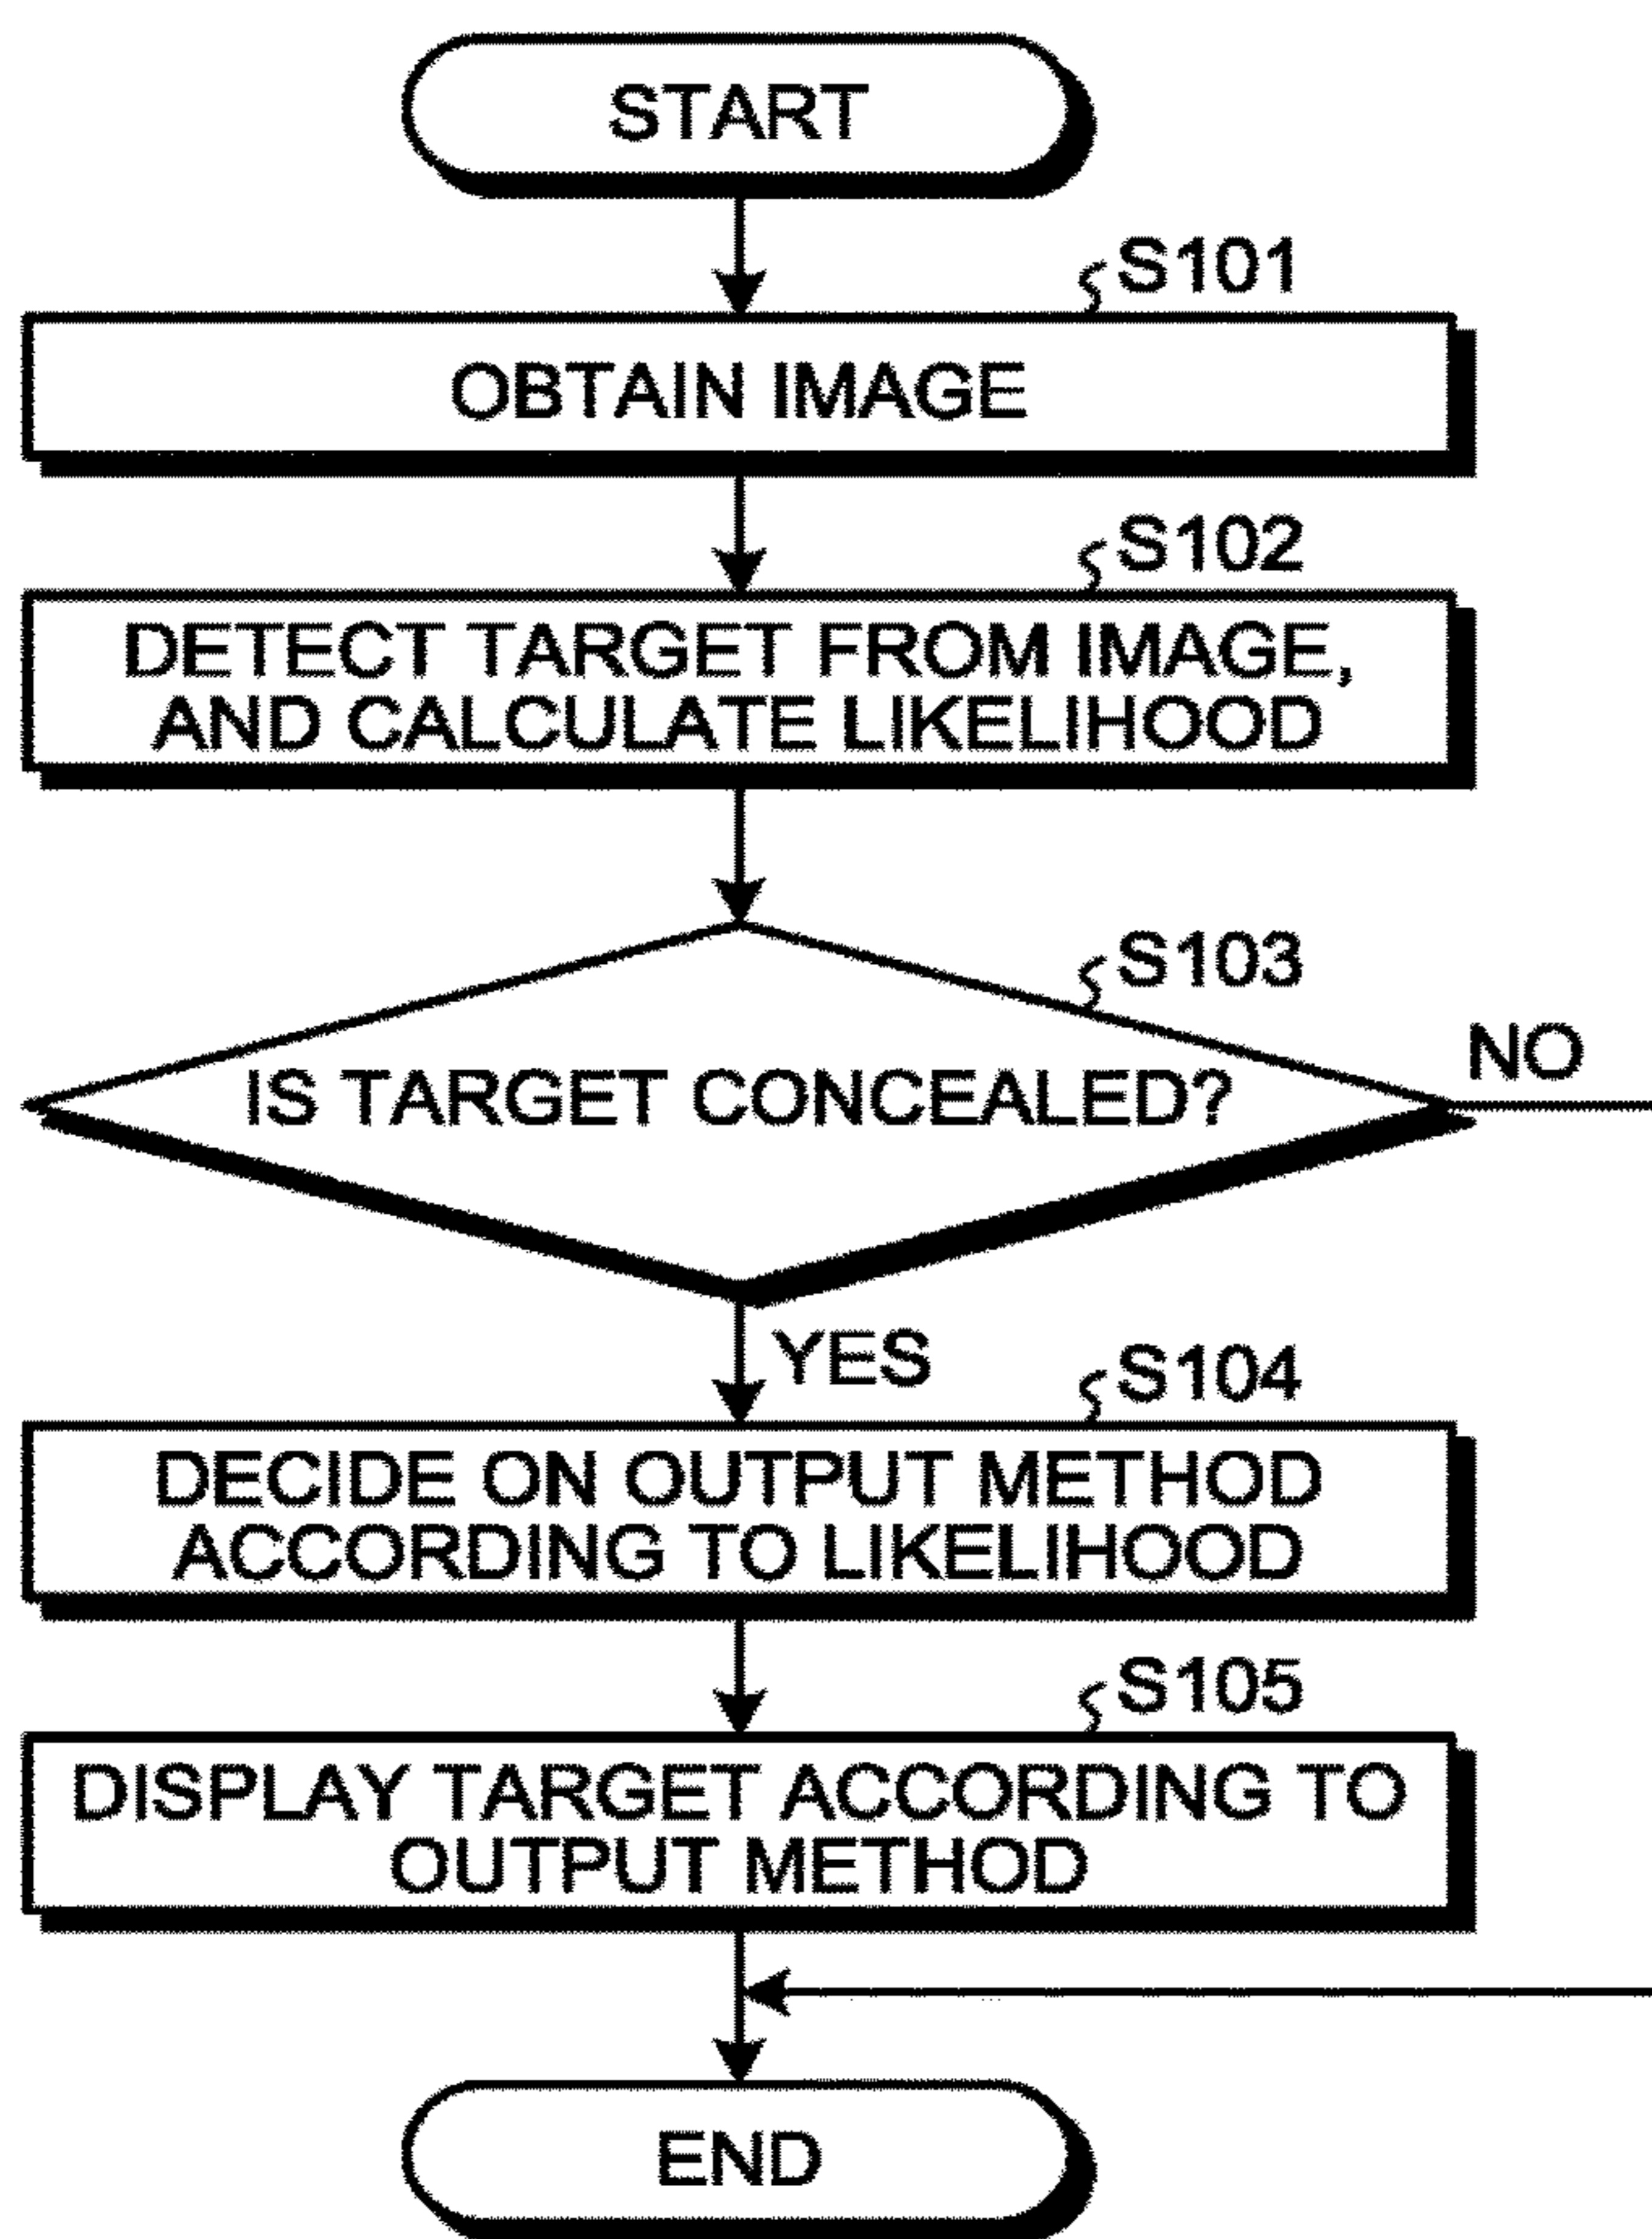 START
S101
OBTAIN IMAGE
S102
DETECT TARGET FROM IMAGE,
AND CALCULATE LIKELIHOOD
S103
IS TARGET CONCEALED?
NO
YES
S104
DECIDE ON OUTPUT METHOD
ACCORDING TO LIKELIHOOD
S105
DISPLAY TARGET ACCORDING TO
OUTPUT METHOD
END